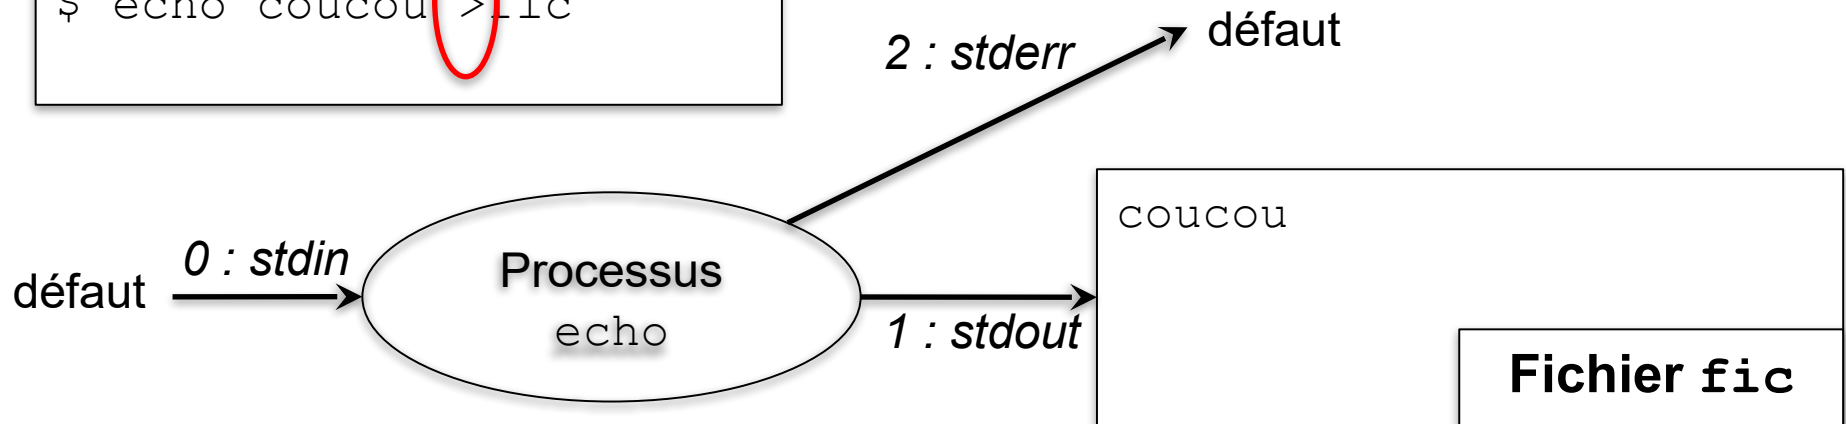 $ echo coucou >fic
2 : stderr
défaut
coucou
0 : stdin
défaut
Processus
echo
1 : stdout
Fichier fic